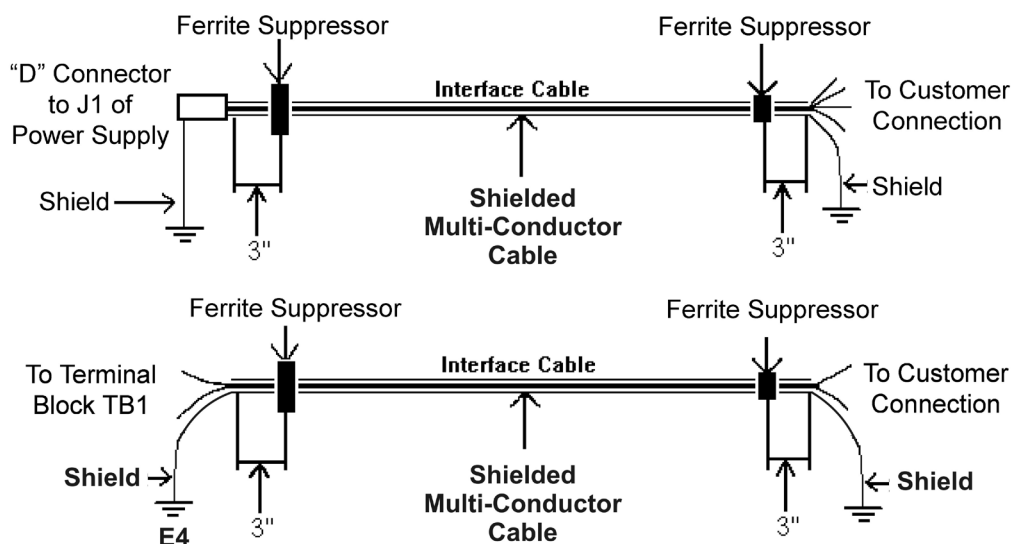 Ferrite Suppressor
Ferrite Suppressor
“D” Connector
to J1 of
Power Supply
Interface Cable
To Customer
Connection
Shield
Shielded
Multi-Conductor
Cable
Shield
3"
3"
Ferrite Suppressor
Ferrite Suppressor
To Terminal
Block TB1
Interface Cable
To Customer
Connection
Shield
Shielded
Multi-Conductor
Cable
Shield
E4
3"
3"